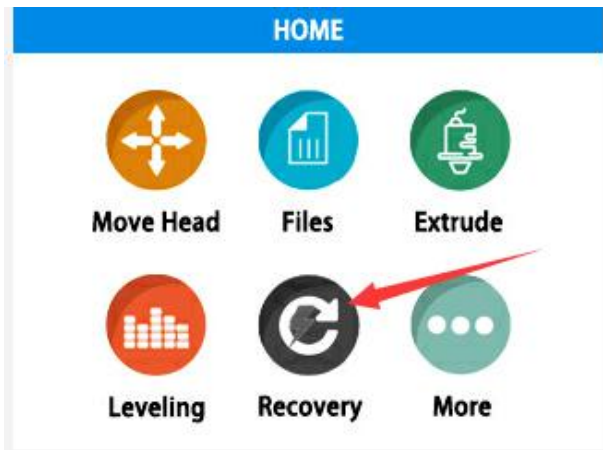 HOME
Move Head
Files
Extrude
Leveling
Recovery
More